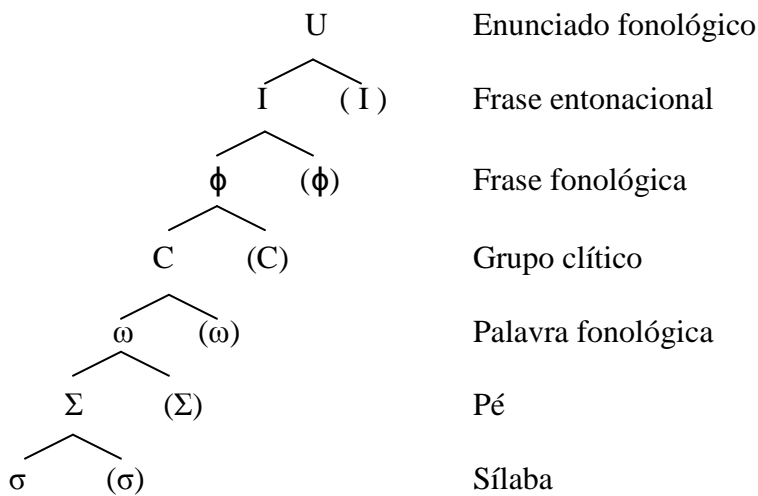 U Enunciado fonológico
I ( I ) Frase entonacional
ϕ (ϕ) Frase fonológica
C (C) Grupo clítico
ω (ω) Palavra fonológica
Σ (Σ) Pé
σ (σ) Sílaba